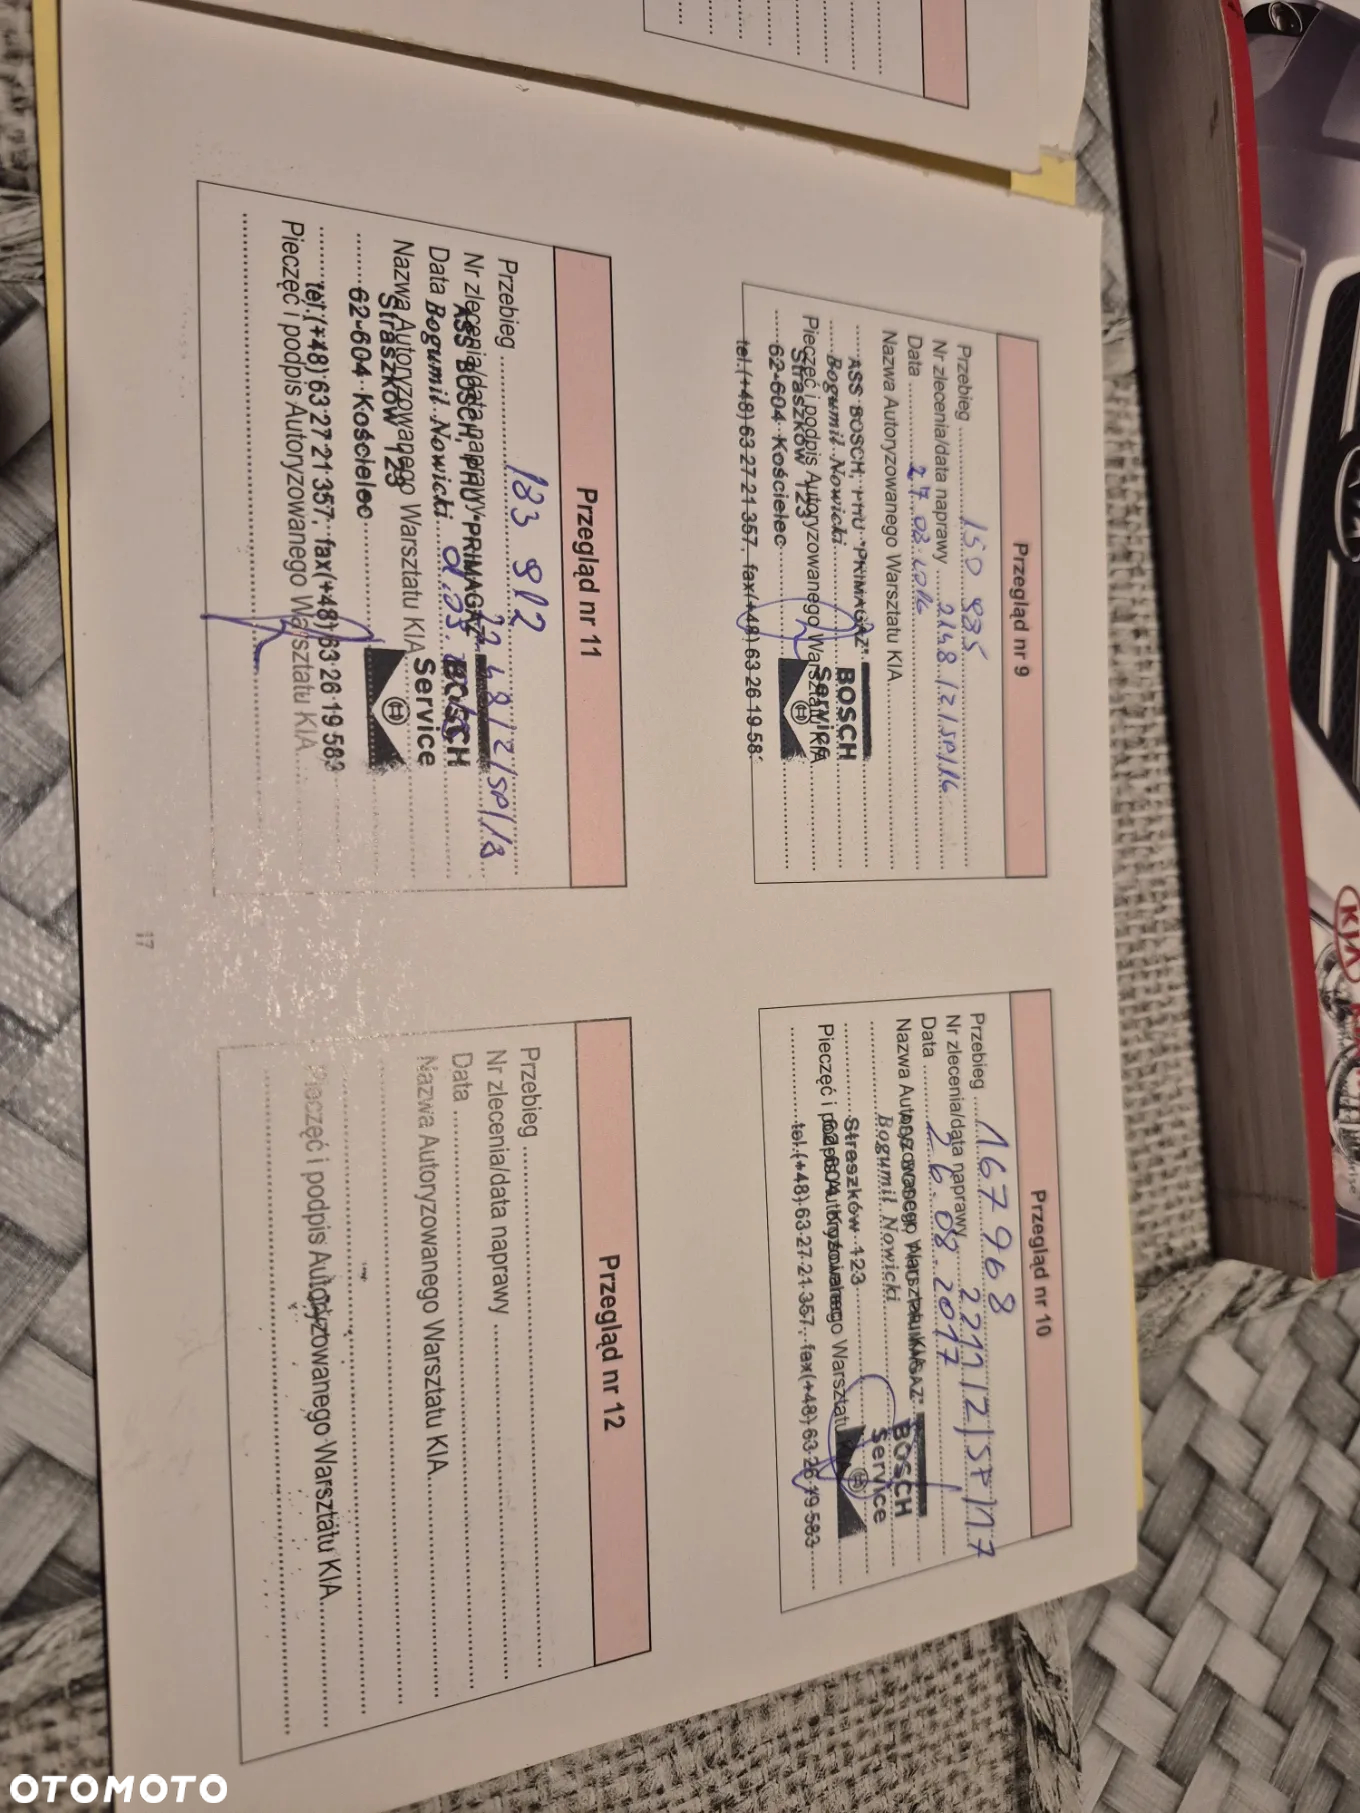 Przegląd nr 9
Przebieg 150 935
Nr zlecenia/data naprawy 2148/Z/SP/16
Data 27.08.2016
Nazwa Autoryzowanego Warsztatu KIA
ASS BOSCH, PHU "PRIMAGAZ"
Bogumił Nowicki
Pieczęć i podpis Autoryzowanego Warsztatu KIA
Straszków 123
62-604 Kościelec
tel.(+48) 63 27 21 357, fax(+48) 63 26 19 58
BOSCH
Service
Przegląd nr 10
Przebieg 167 968
Nr zlecenia/data naprawy 2211/Z/SP/17
Data 26.08.2017
Nazwa Autoryzowanego Warsztatu KIA
Bogumił Nowicki
Straszków 123
Pieczęć i podpis Autoryzowanego Warsztatu KIA
62-604 Kościelec
tel.(+48) 63 27 21 357, fax(+48) 63 26 19 583
BOSCH
Service
Przegląd nr 11
Przebieg 183 912
Nr zlecenia/data naprawy
ASS BOSCH, PHU "PRIMAGAZ"
Data
Bogumił Nowicki
Nazwa Autoryzowanego Warsztatu KIA
Straszków 123
62-604 Kościelec
tel.(+48) 63 27 21 357, fax(+48) 63 26 19 583
Pieczęć i podpis Autoryzowanego Warsztatu KIA
BOSCH
Service
Przegląd nr 12
Przebieg
Nr zlecenia/data naprawy
Data
Nazwa Autoryzowanego Warsztatu KIA
Pieczęć i podpis Autoryzowanego Warsztatu KIA
17
KIA
OTOMOTO